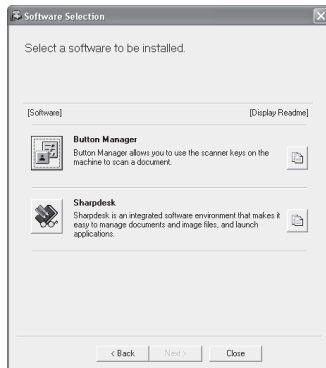 Software Selection
Select a software to be installed.
[Software] [Display Readme]
Button Manager
Button Manager allows you to use the scanner keys on the
machine to scan a document.
Sharpdesk
Sharpdesk is an integrated software environment that makes it
easy to manage documents and image files, and launch
applications.
< Back Next > Close